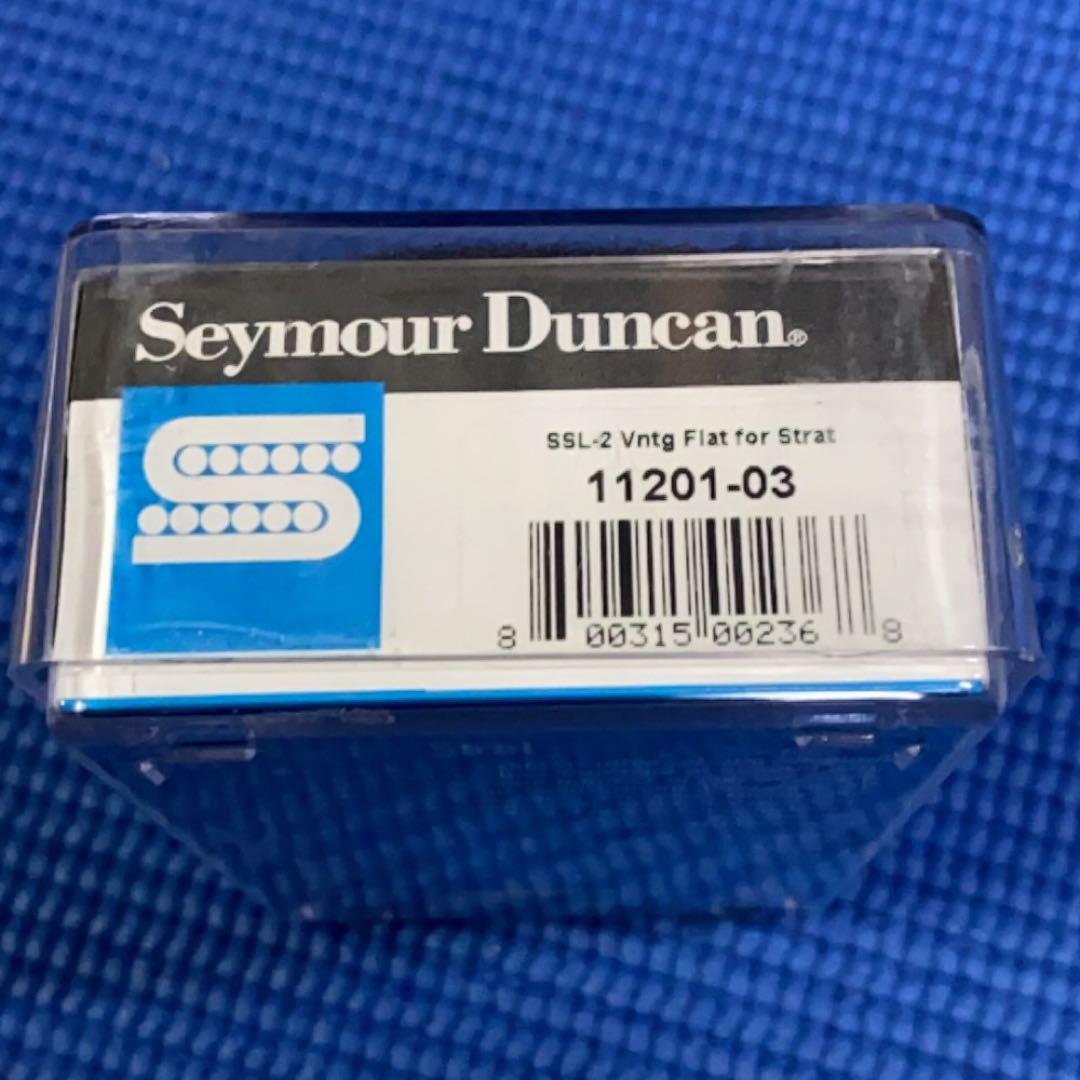 Seymour Duncan®
SSL-2 Vntg Flat for Strat
11201-03
8 00315 00236 8